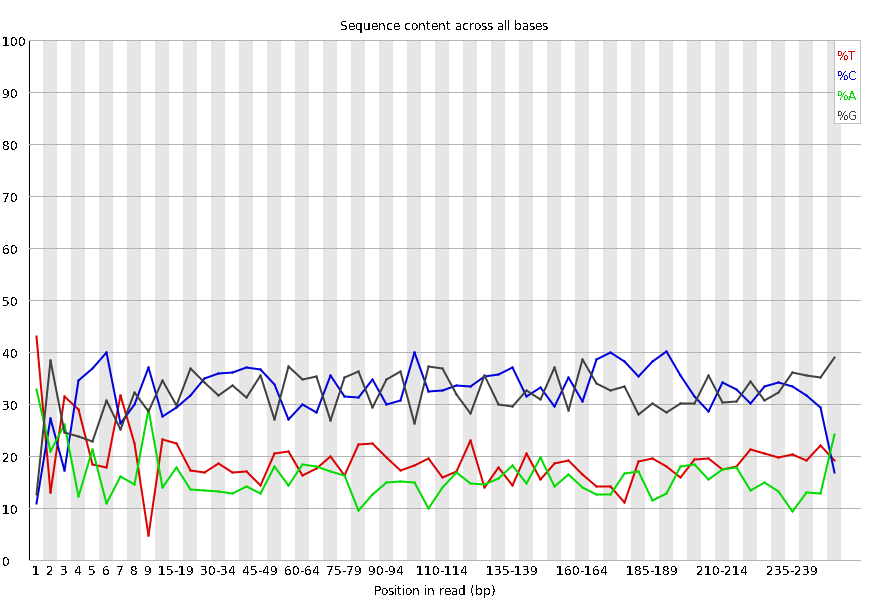 Sequence content across all bases
100
90
80
70
60
50
40
30
20
10
0
%T
%C
%A
%G
1 2 3 4 5 6 7 8 9 15-19 30-34 45-49 60-64 75-79 90-94 110-114 135-139 160-164 185-189 210-214 235-239
Position in read (bp)